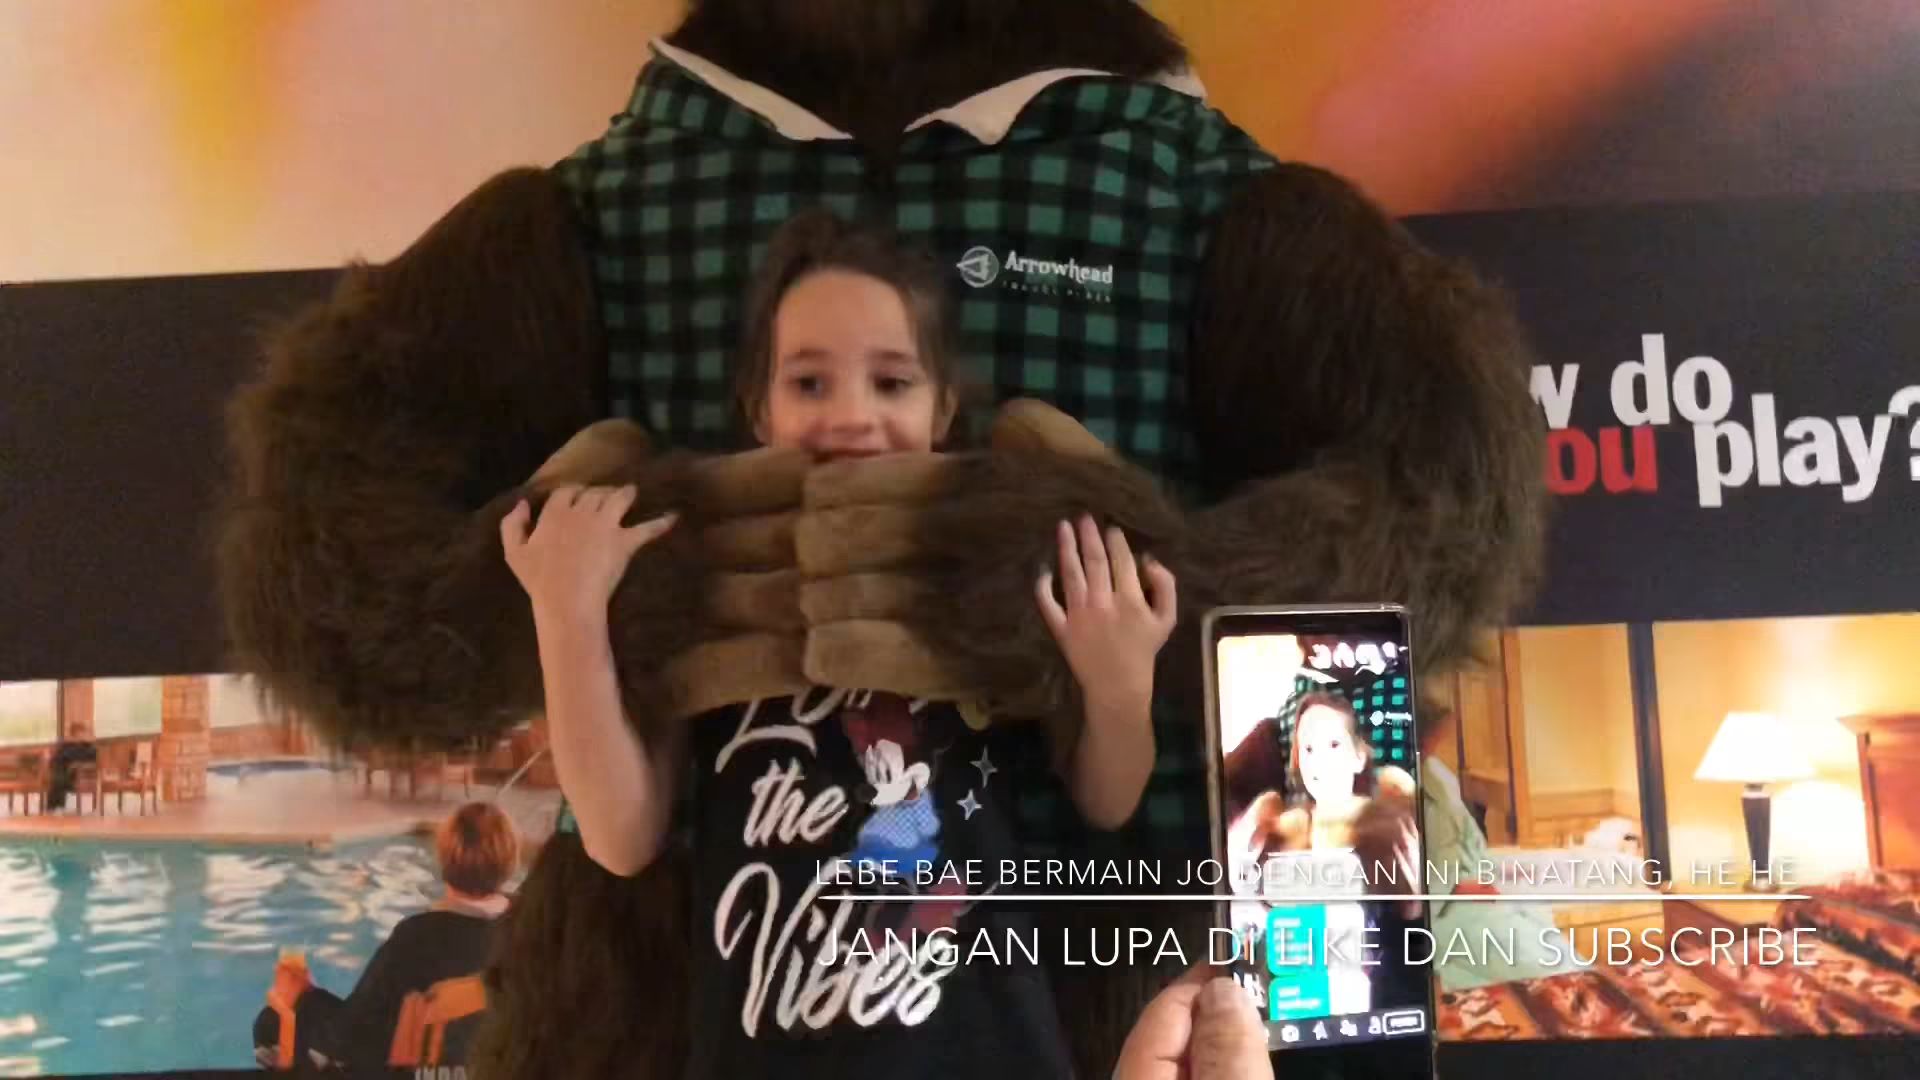 Arrowhead
w do
ou play?
the
Vibes
LEBE BAE BERMAIN JO DENGAN INI BINATANG, HE HE
JANGAN LUPA DI LIKE DAN SUBSCRIBE